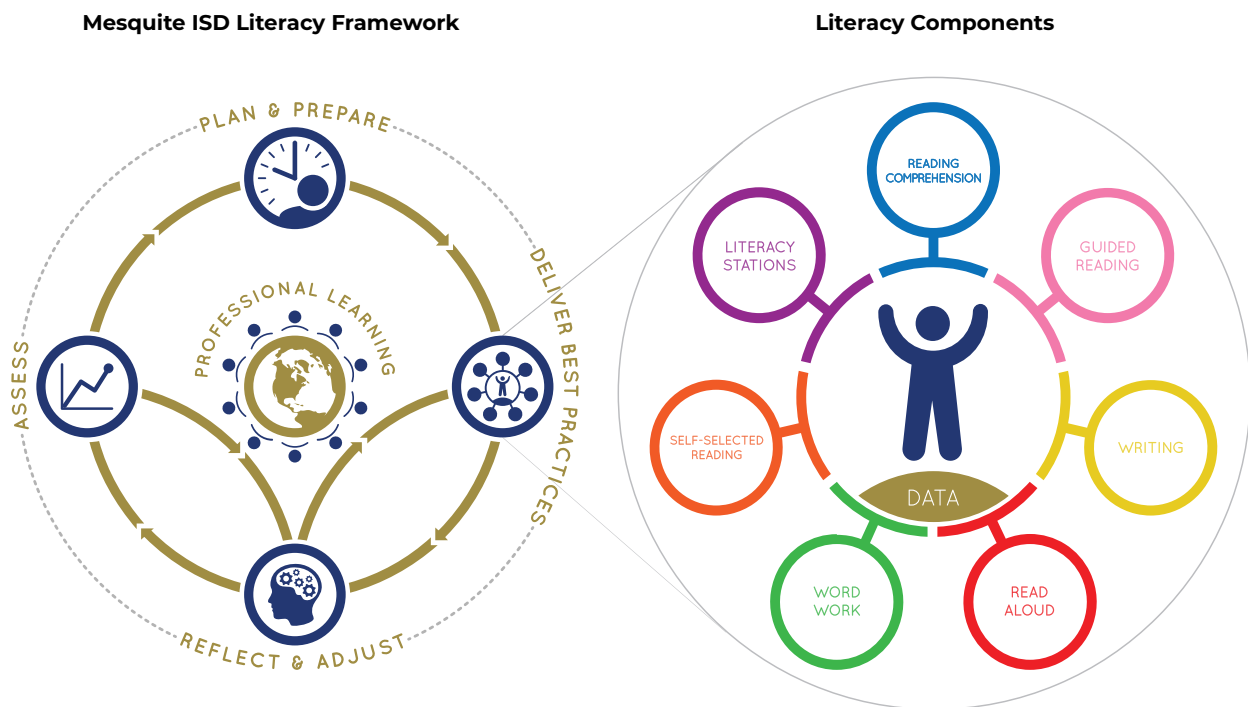 Mesquite ISD Literacy Framework
PLAN & PREPARE
DELIVER BEST PRACTICES
REFLECT & ADJUST
ASSESS
PROFESSIONAL LEARNING
Literacy Components
READING
COMPREHENSION
GUIDED
READING
WRITING
READ
ALOUD
WORD
WORK
SELF-SELECTED
READING
LITERACY
STATIONS
DATA